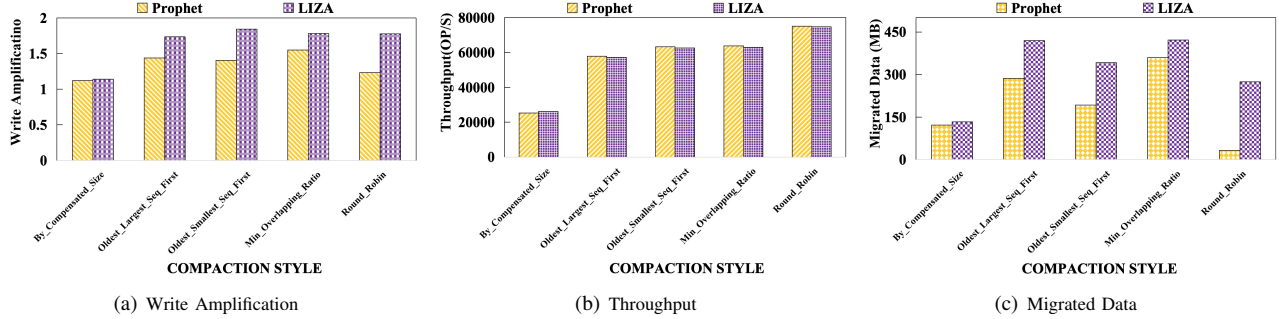 Prophet LIZA
Write Amplificatino
2
1.5
1
0.5
0
By_Compensated_Size
Oldest_Largest_Seq_First
Oldest_Smallest_Seq_First
Min_Overlapping_Ratio
Round_Robin
COMPACTION STYLE
(a) Write Amplification
Prophet LIZA
Throughput(OP/S)
80000
60000
40000
20000
0
By_Compensated_Size
Oldest_Largest_Seq_First
Oldest_Smallest_Seq_First
Min_Overlapping_Ratio
Round_Robin
COMPACTION STYLE
(b) Throughput
Prophet LIZA
Migrated Data (MB)
450
300
150
0
By_Compensated_Size
Oldest_Largest_Seq_First
Oldest_Smallest_Seq_First
Min_Overlapping_Ratio
Round_Robin
COMPACTION STYLE
(c) Migrated Data